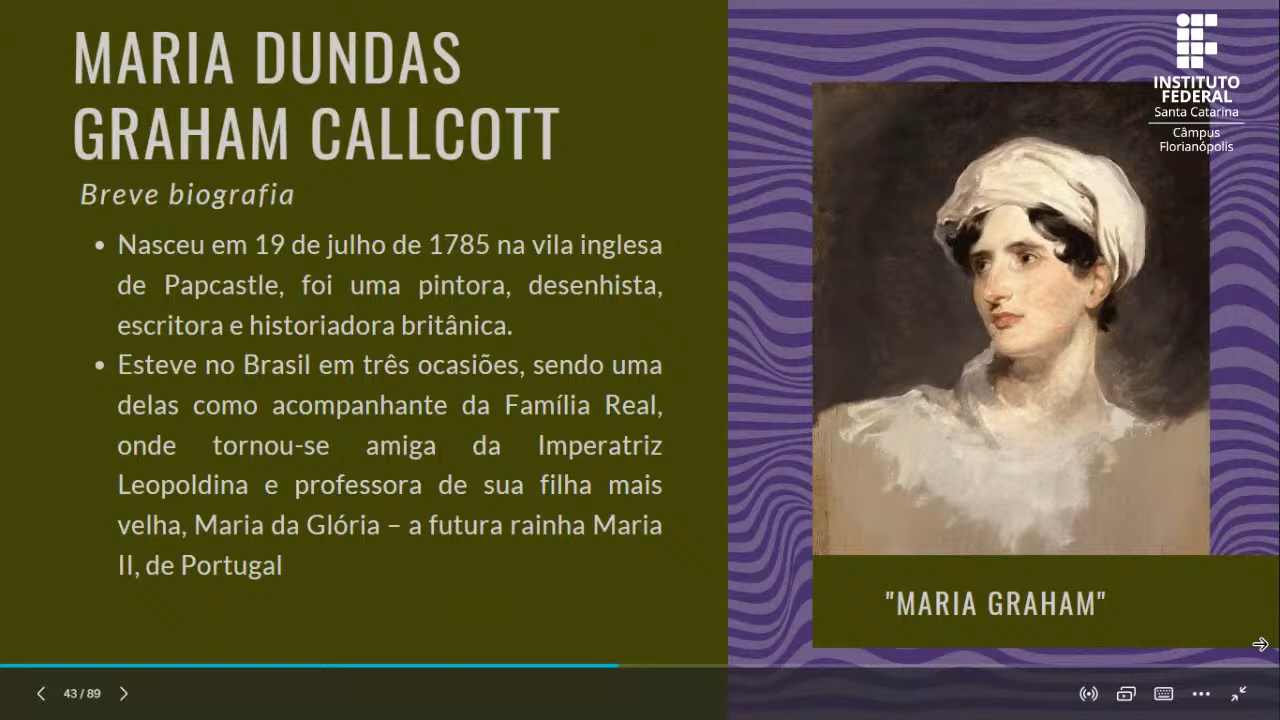 MARIA DUNDAS
GRAHAM CALLCOTT
Breve biografia
• Nasceu em 19 de julho de 1785 na vila inglesa
de Papcastle, foi uma pintora, desenhista,
escritora e historiadora britânica.
• Esteve no Brasil em três ocasiões, sendo uma
delas como acompanhante da Família Real,
onde tornou-se amiga da Imperatriz
Leopoldina e professora de sua filha mais
velha, Maria da Glória – a futura rainha Maria
II, de Portugal
INSTITUTO
FEDERAL
Santa Catarina
Câmpus
Florianópolis
"MARIA GRAHAM"
43 / 89